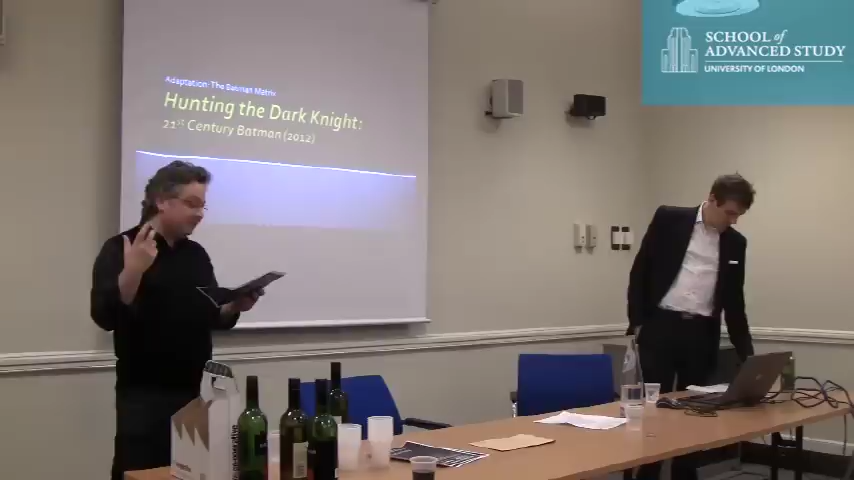 SCHOOL of
ADVANCED STUDY
UNIVERSITY OF LONDON
Adaptation: The Batman Matrix
Hunting the Dark Knight:
21st Century Batman (2012)